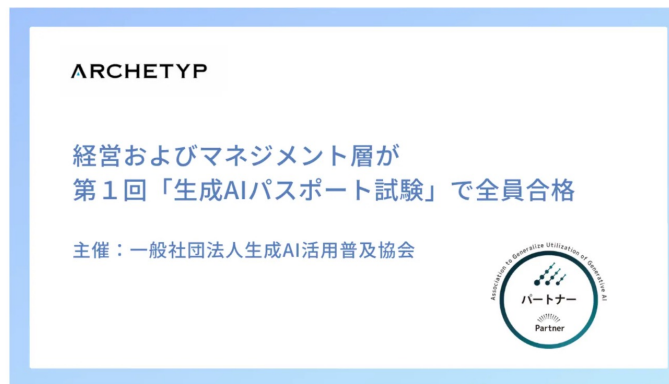 ARCHETYP
経営およびマネジメント層が
第１回「生成AIパスポート試験」で全員合格
主催：一般社団法人生成AI活用普及協会
Association to Generalize Utilization of Generative AI
パートナー
Partner